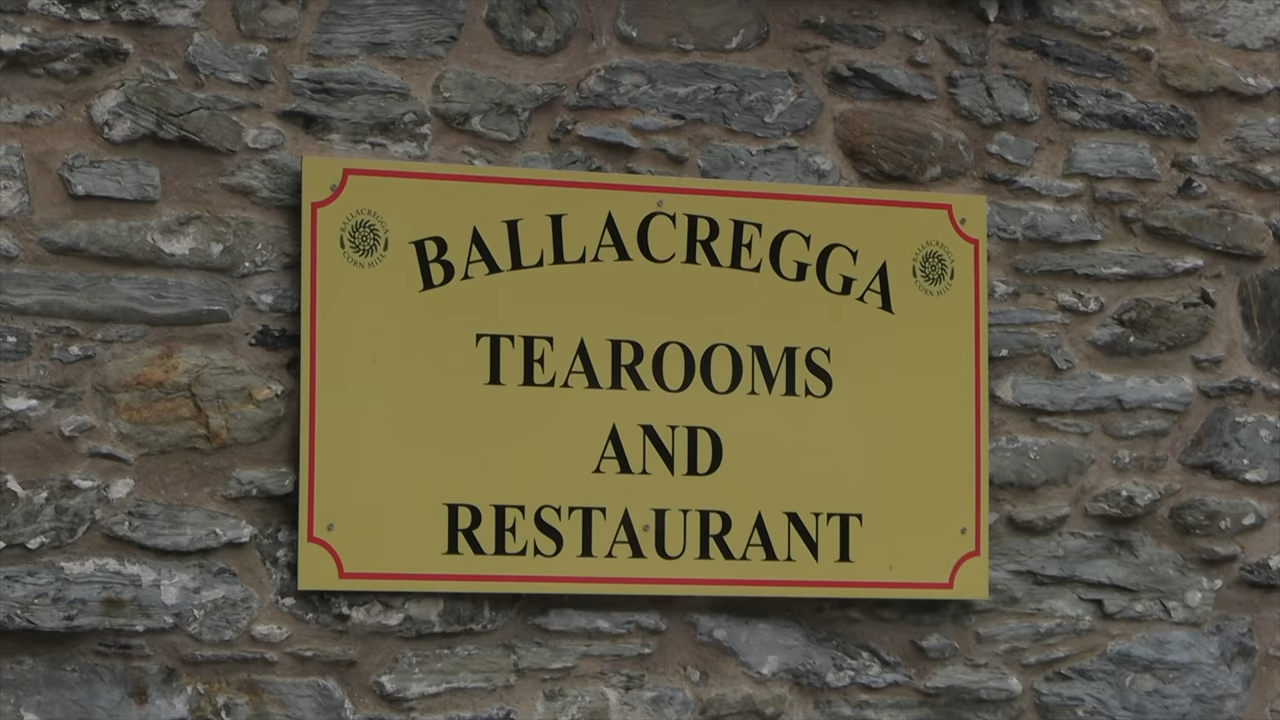 BALLACREGGA
CORN MILL
BALLACREGGA
BALLACREGGA
CORN MILL
TEAROOMS
AND
RESTAURANT